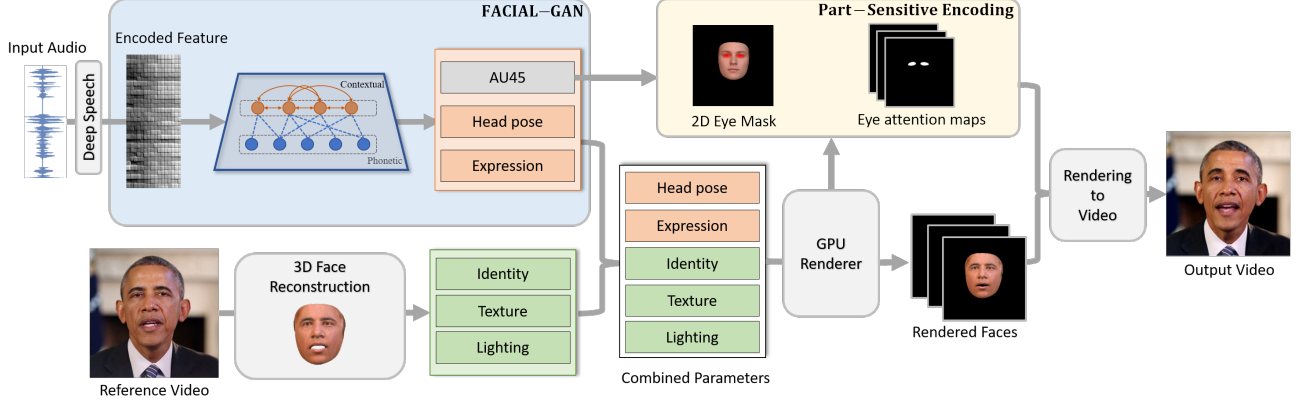 FACIAL−GAN
Input Audio
Deep Speech
Encoded Feature
Contextual
Phonetic
AU45
Head pose
Expression
Part−Sensitive Encoding
2D Eye Mask
Eye attention maps
Reference Video
3D Face
Reconstruction
Identity
Texture
Lighting
Head pose
Expression
Identity
Texture
Lighting
Combined Parameters
GPU
Renderer
Rendered Faces
Rendering
to
Video
Output Video